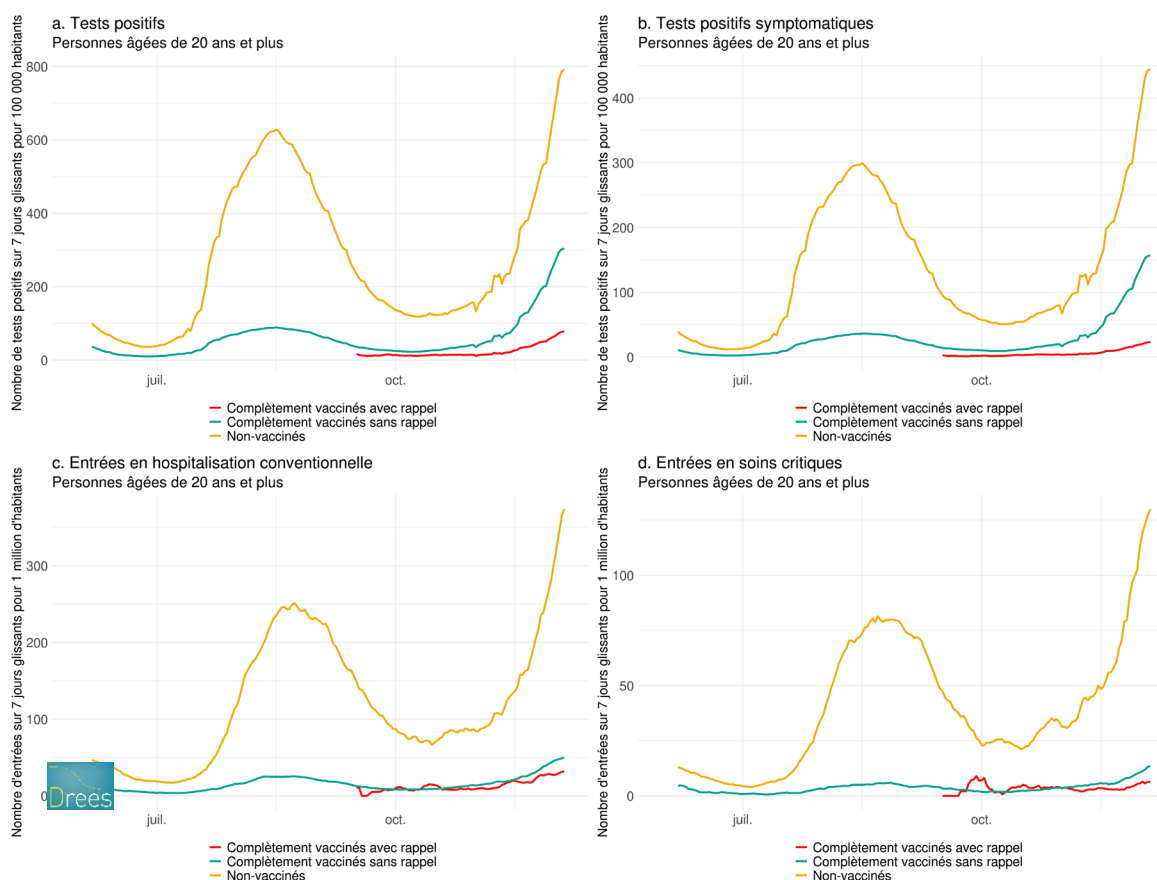 a. Tests positifs
Personnes âgées de 20 ans et plus
Nombre de tests positifs sur 7 jours glissants pour 100 000 habitants
800
600
400
200
0
juil.
oct.
Complètement vaccinés avec rappel
Complètement vaccinés sans rappel
Non-vaccinés
b. Tests positifs symptomatiques
Personnes âgées de 20 ans et plus
Nombre de tests positifs sur 7 jours glissants pour 100 000 habitants
400
300
200
100
0
juil.
oct.
Complètement vaccinés avec rappel
Complètement vaccinés sans rappel
Non-vaccinés
c. Entrées en hospitalisation conventionnelle
Personnes âgées de 20 ans et plus
Nombre d'entrées sur 7 jours glissants pour 1 million d'habitants
300
200
100
0
Drees
juil.
oct.
Complètement vaccinés avec rappel
Complètement vaccinés sans rappel
Non-vaccinés
d. Entrées en soins critiques
Personnes âgées de 20 ans et plus
Nombre d'entrées sur 7 jours glissants pour 1 million d'habitants
100
50
0
juil.
oct.
Complètement vaccinés avec rappel
Complètement vaccinés sans rappel
Non-vaccinés